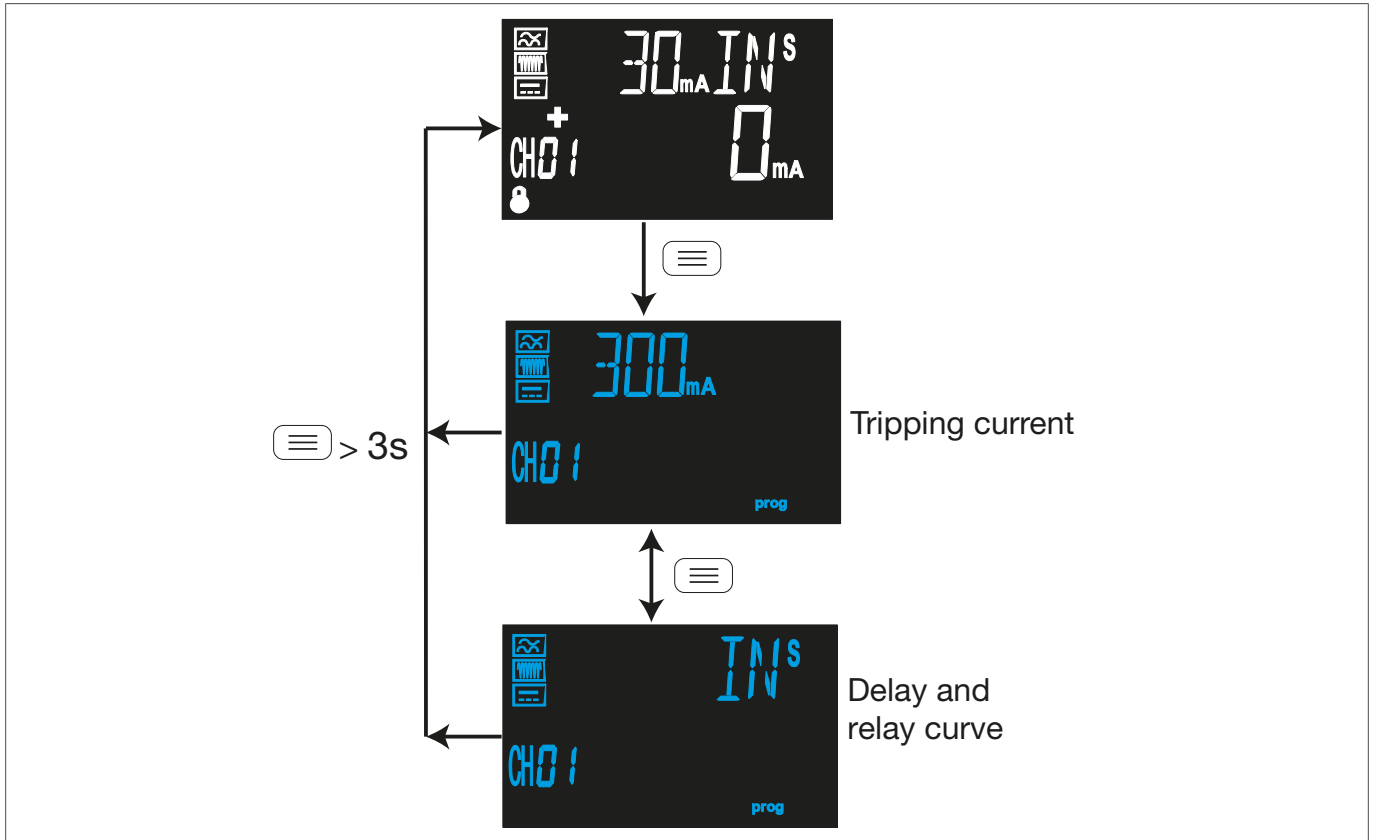 30mA INˢ
0mA
CH01
300mA
CH01
prog
Tripping current
> 3s
INˢ
CH01
prog
Delay and
relay curve